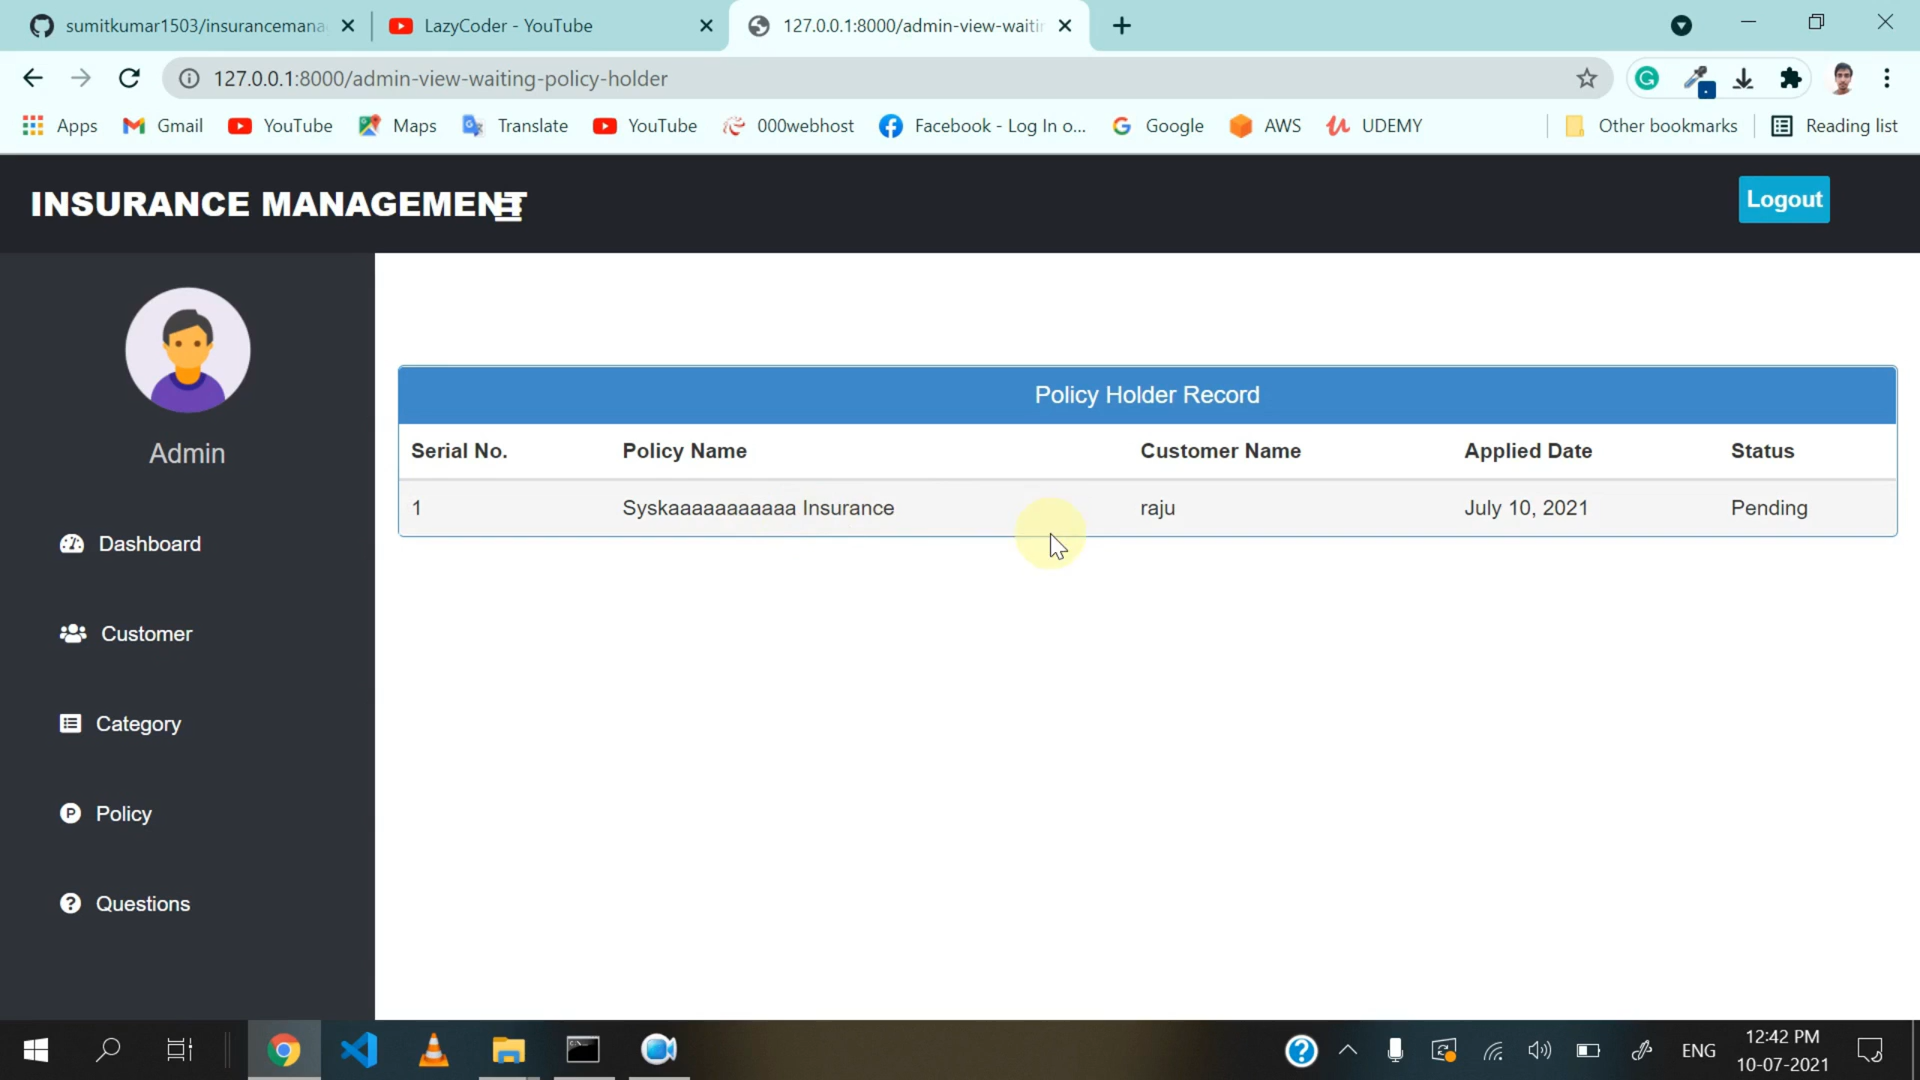 sumitkumar1503/insurancemana
LazyCoder - YouTube
127.0.0.1:8000/admin-view-waitin
127.0.0.1:8000/admin-view-waiting-policy-holder
Apps Gmail YouTube Maps Translate YouTube 000webhost Facebook - Log In o... Google AWS UDEMY Other bookmarks Reading list
INSURANCE MANAGEMENT
Logout
Admin
Dashboard
Customer
Category
Policy
Questions
Policy Holder Record
Serial No. Policy Name Customer Name Applied Date Status
1 Syskaaaaaaaaaaa Insurance raju July 10, 2021 Pending
ENG
12:42 PM
10-07-2021